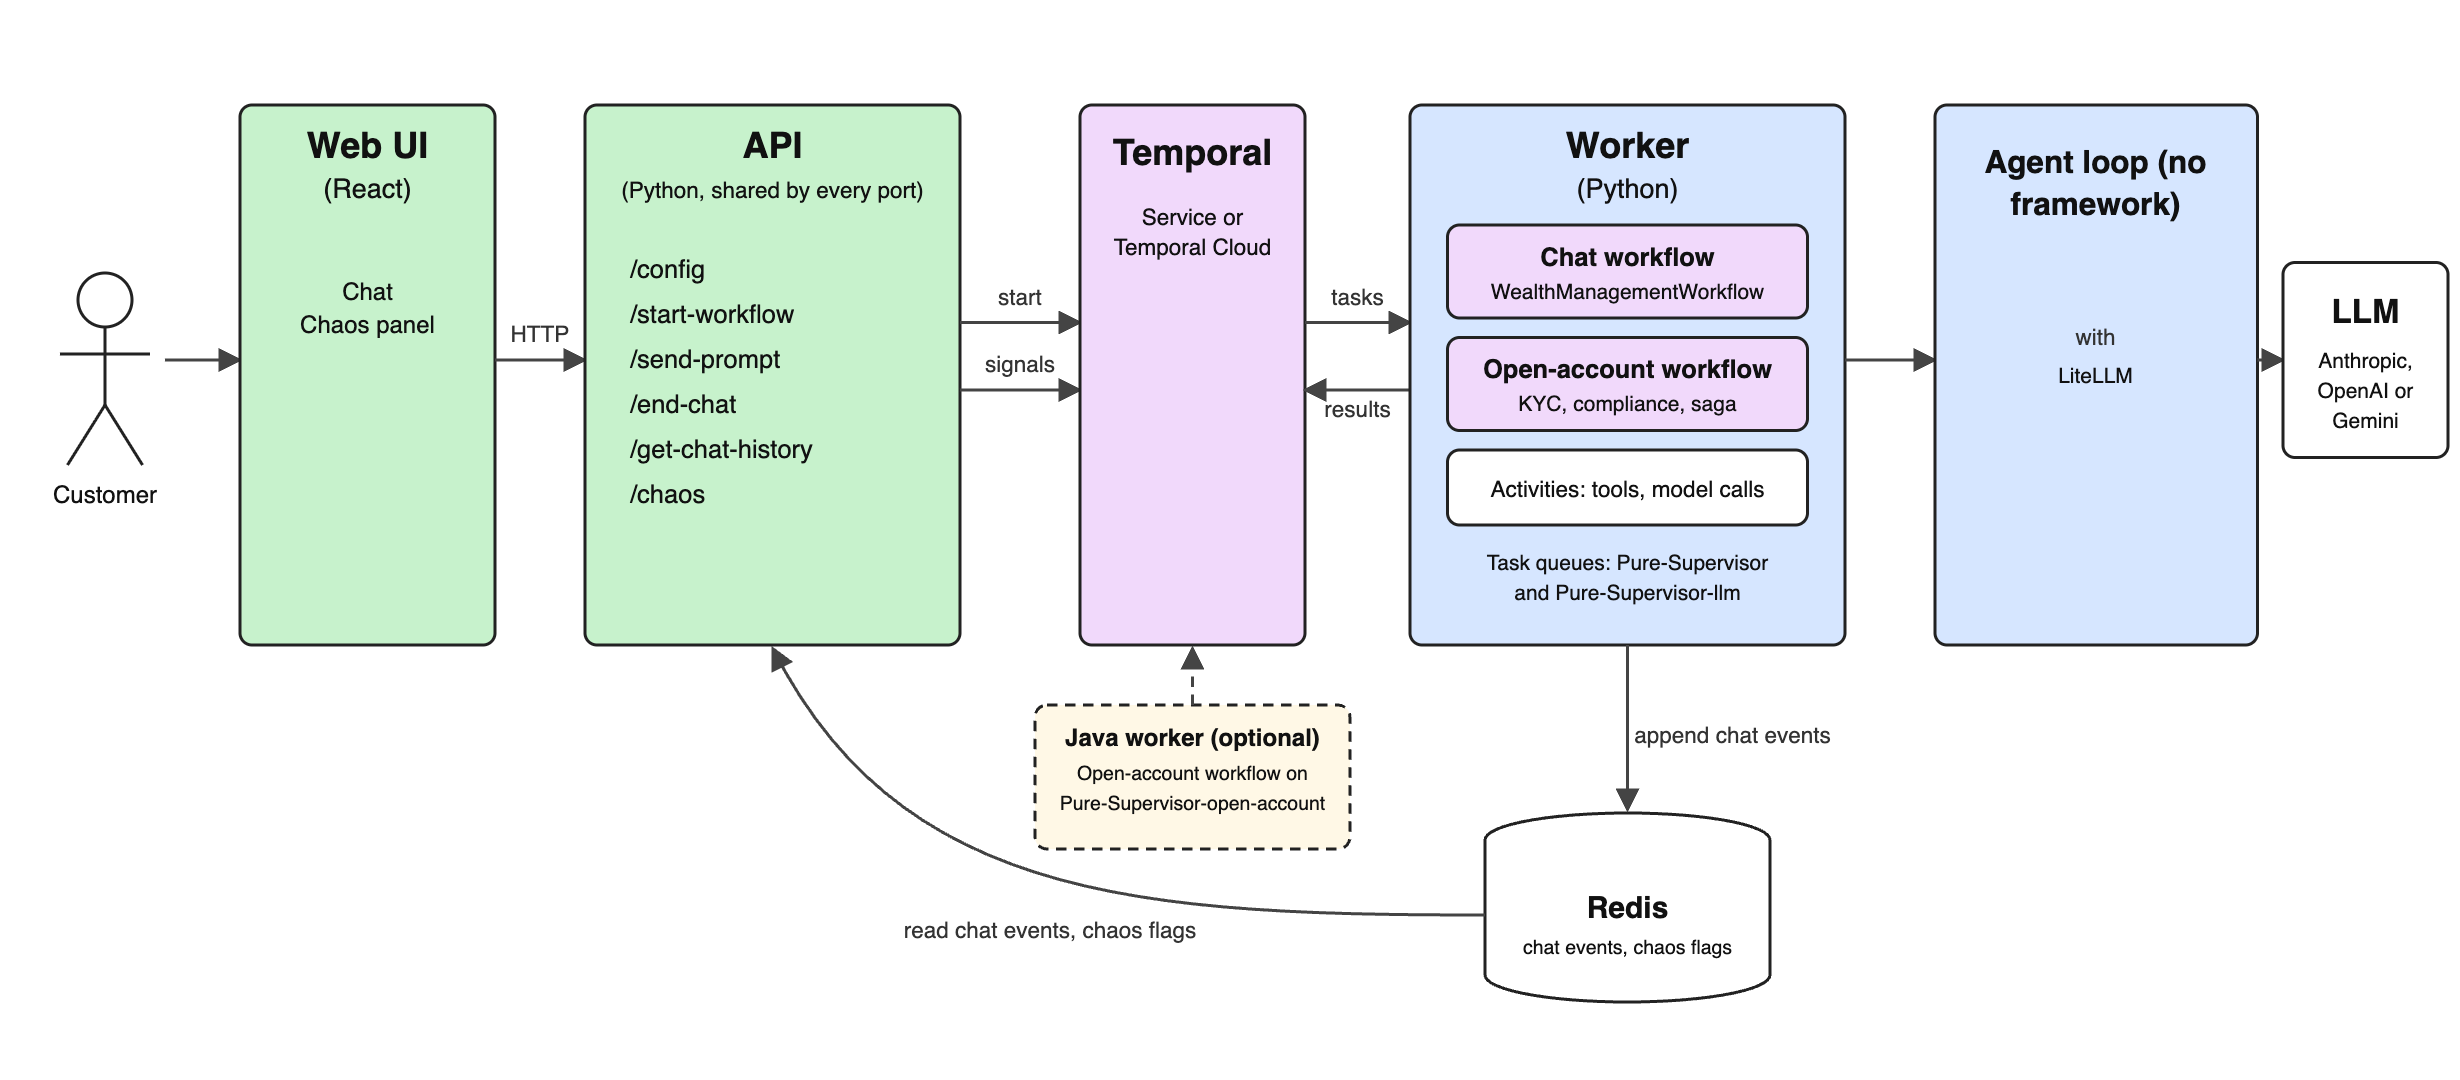 Customer
Web UI
(React)
Chat
Chaos panel
HTTP
API
(Python, shared by every port)
/config
/start-workflow
/send-prompt
/end-chat
/get-chat-history
/chaos
start
signals
Temporal
Service or
Temporal Cloud
tasks
results
Worker
(Python)
Chat workflow
WealthManagementWorkflow
Open-account workflow
KYC, compliance, saga
Activities: tools, model calls
Task queues: Pure-Supervisor
and Pure-Supervisor-llm
Agent loop (no
framework)
with
LiteLLM
LLM
Anthropic,
OpenAI or
Gemini
Java worker (optional)
Open-account workflow on
Pure-Supervisor-open-account
append chat events
read chat events, chaos flags
Redis
chat events, chaos flags